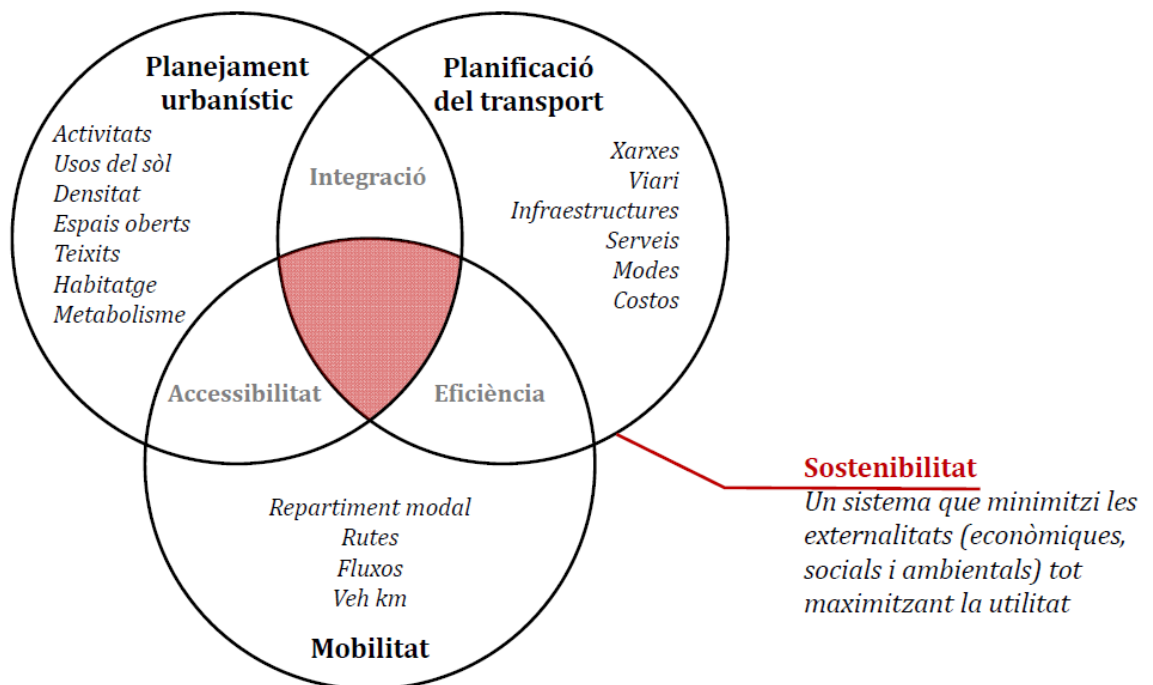 Planejament
urbanístic
Activitats
Usos del sòl
Densitat
Espais oberts
Teixits
Habitatge
Metabolisme
Planificació
del transport
Xarxes
Viari
Infraestructures
Serveis
Modes
Costos
Integració
Accessibilitat
Eficiència
Repartiment modal
Rutes
Fluxos
Veh km
Mobilitat
Sostenibilitat
Un sistema que minimitzi les
externalitats (econòmiques,
socials i ambientals) tot
maximitzant la utilitat